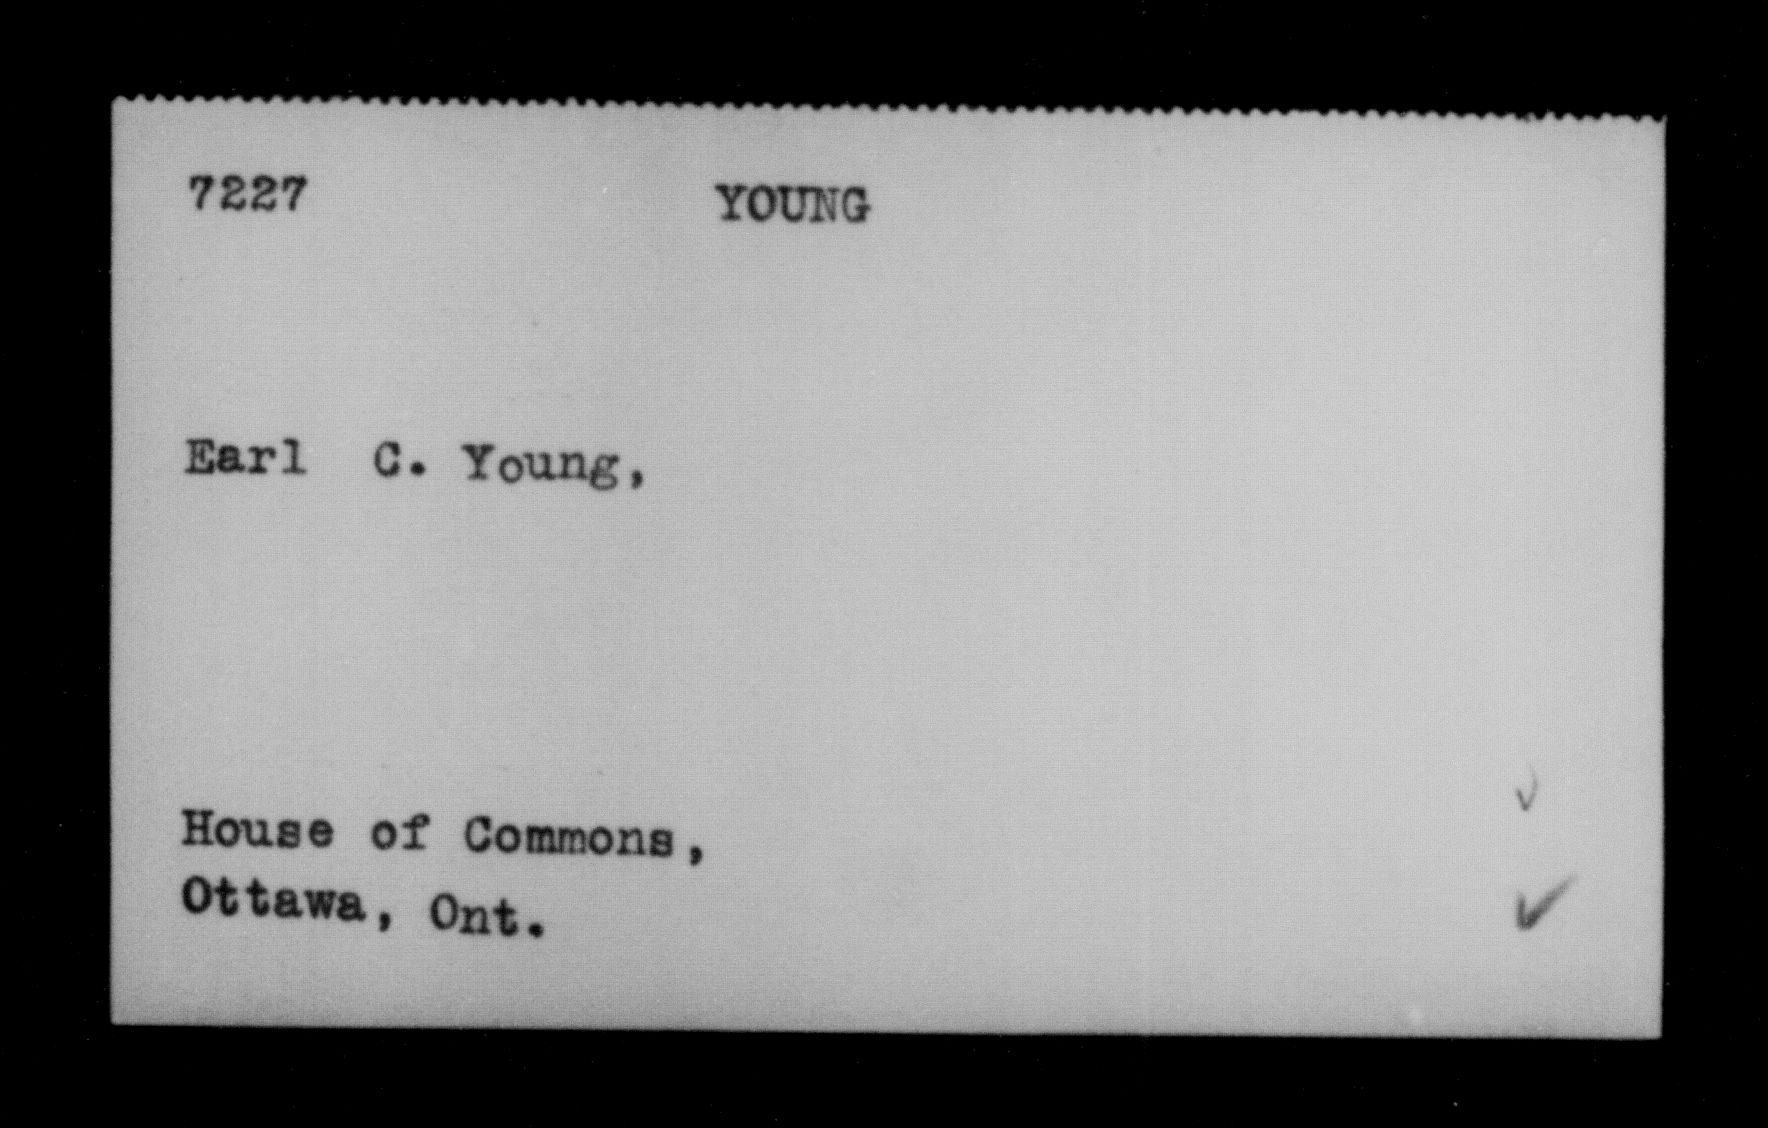 7227 YOUNG
Earl C. Young,
House of Commons,
Ottawa, Ont.